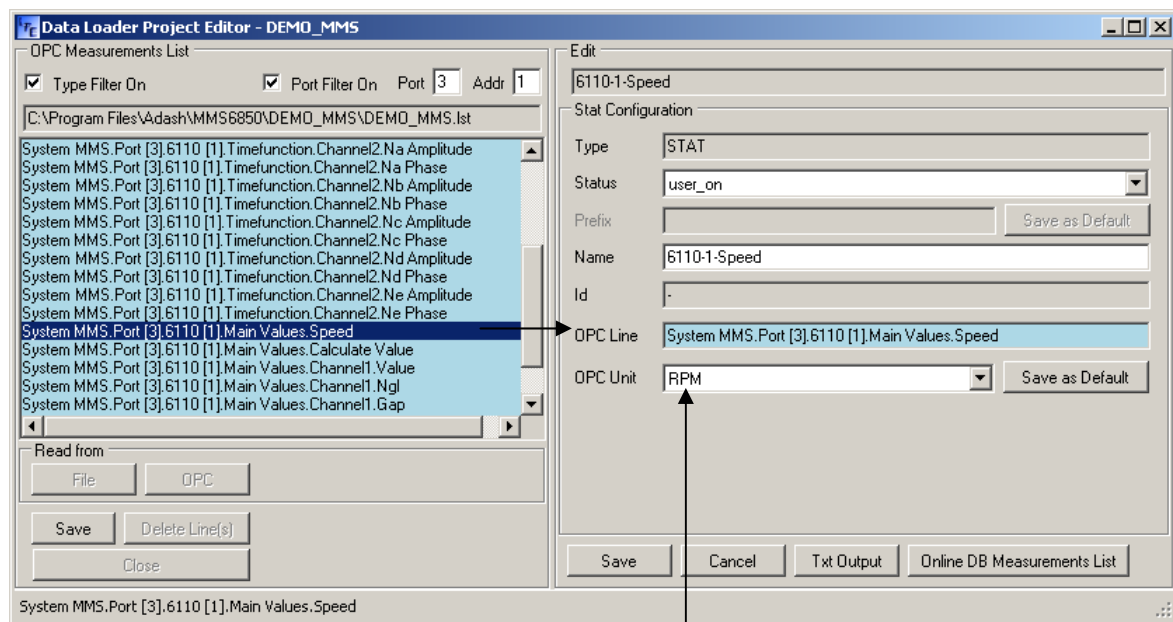 Data Loader Project Editor - DEMO_MMS
OPC Measurements List
Type Filter On
Port Filter On
Port 3
Addr 1
C:\Program Files\Adash\MMS6850\DEMO_MMS\DEMO_MMS.lst
System MMS.Port [3].6110 [1].Timefunction.Channel2.Na Amplitude
System MMS.Port [3].6110 [1].Timefunction.Channel2.Na Phase
System MMS.Port [3].6110 [1].Timefunction.Channel2.Nb Amplitude
System MMS.Port [3].6110 [1].Timefunction.Channel2.Nb Phase
System MMS.Port [3].6110 [1].Timefunction.Channel2.Nc Amplitude
System MMS.Port [3].6110 [1].Timefunction.Channel2.Nc Phase
System MMS.Port [3].6110 [1].Timefunction.Channel2.Nd Amplitude
System MMS.Port [3].6110 [1].Timefunction.Channel2.Nd Phase
System MMS.Port [3].6110 [1].Timefunction.Channel2.Ne Amplitude
System MMS.Port [3].6110 [1].Timefunction.Channel2.Ne Phase
System MMS.Port [3].6110 [1].Main Values.Speed
System MMS.Port [3].6110 [1].Main Values.Calculate Value
System MMS.Port [3].6110 [1].Main Values.Channel1.Value
System MMS.Port [3].6110 [1].Main Values.Channel1.Ngl
System MMS.Port [3].6110 [1].Main Values.Channel1.Gap
Read from
File
OPC
Save
Delete Line(s)
Close
Edit
6110-1-Speed
Stat Configuration
Type STAT
Status user_on
Prefix Save as Default
Name 6110-1-Speed
Id -
OPC Line System MMS.Port [3].6110 [1].Main Values.Speed
OPC Unit RPM Save as Default
Save
Cancel
Txt Output
Online DB Measurements List
System MMS.Port [3].6110 [1].Main Values.Speed